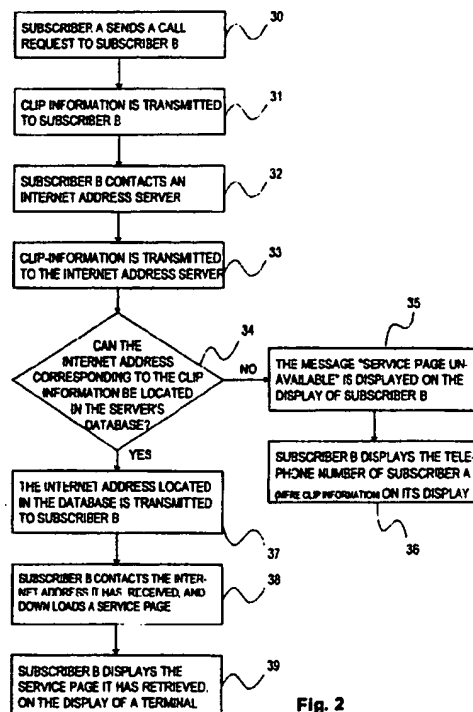 SUBSCRIBER A SENDS A CALL
REQUEST TO SUBSCRIBER B
30
CLIP INFORMATION IS TRANSMITTED
TO SUBSCRIBER B
31
SUBSCRIBER B CONTACTS AN
INTERNET ADDRESS SERVER
32
CLIP-INFORMATION IS TRANSMITTED
TO THE INTERNET ADDRESS SERVER
33
CAN THE
INTERNET ADDRESS
CORRESPONDING TO THE CLIP
INFORMATION BE LOCATED
IN THE SERVER'S
DATABASE?
34
NO
35
THE MESSAGE "SERVICE PAGE UN-
AVAILABLE" IS DISPLAYED ON THE
DISPLAY OF SUBSCRIBER B
SUBSCRIBER B DISPLAYS THE TELE-
PHONE NUMBER OF SUBSCRIBER A
CLIP INFORMATION) ON ITS DISPLAY
36
YES
THE INTERNET ADDRESS LOCATED
IN THE DATABASE IS TRANSMITTED
TO SUBSCRIBER B
37
SUBSCRIBER B CONTACTS THE INTER-
NET ADDRESS IT HAS RECEIVED, AND
DOWN LOADS A SERVICE PAGE
38
SUBSCRIBER B DISPLAYS THE
SERVICE PAGE IT HAS RETRIEVED,
ON THE DISPLAY OF A TERMINAL
39
Fig. 2